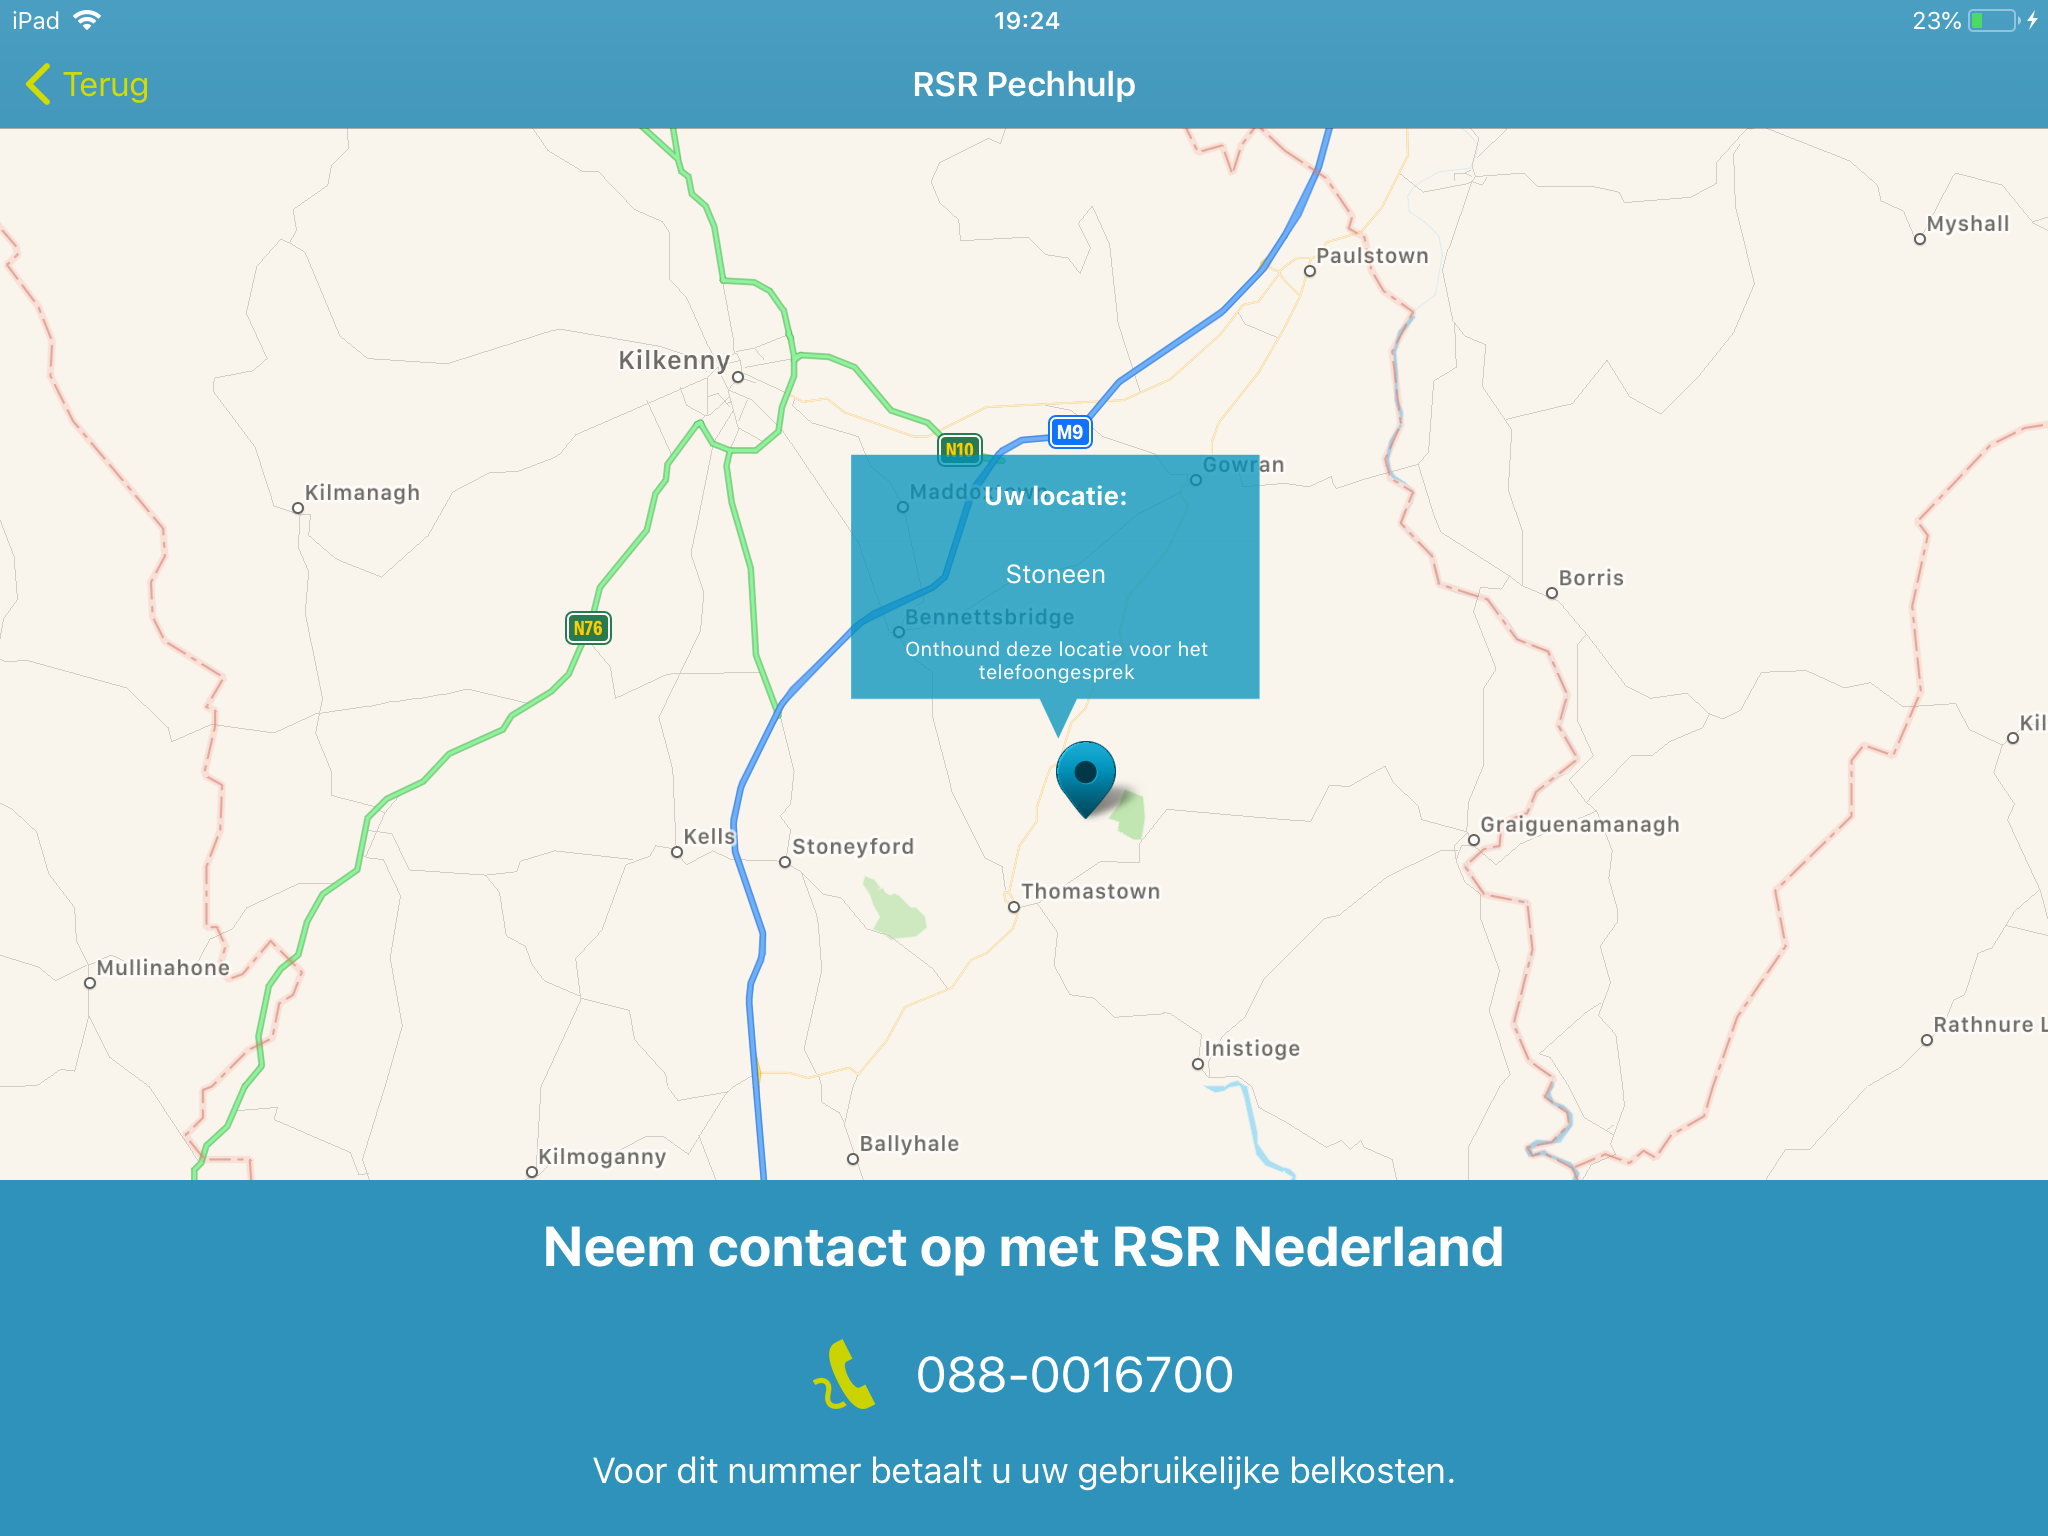 iPad 19:24 23%
Terug RSR Pechhulp
Myshall
Paulstown
Kilkenny
M9
N10
Gowran
Kilmanagh
Maddoxtown
Uw locatie:
Stoneen
Borris
Bennettsbridge
N76
Onthound deze locatie voor het
telefoongesprek
Kil
Graiguenamanagh
Kells
Stoneyford
Thomastown
Mullinahone
Rathnure L
Inistioge
Ballyhale
Kilmoganny
Neem contact op met RSR Nederland
088-0016700
Voor dit nummer betaalt u uw gebruikelijke belkosten.